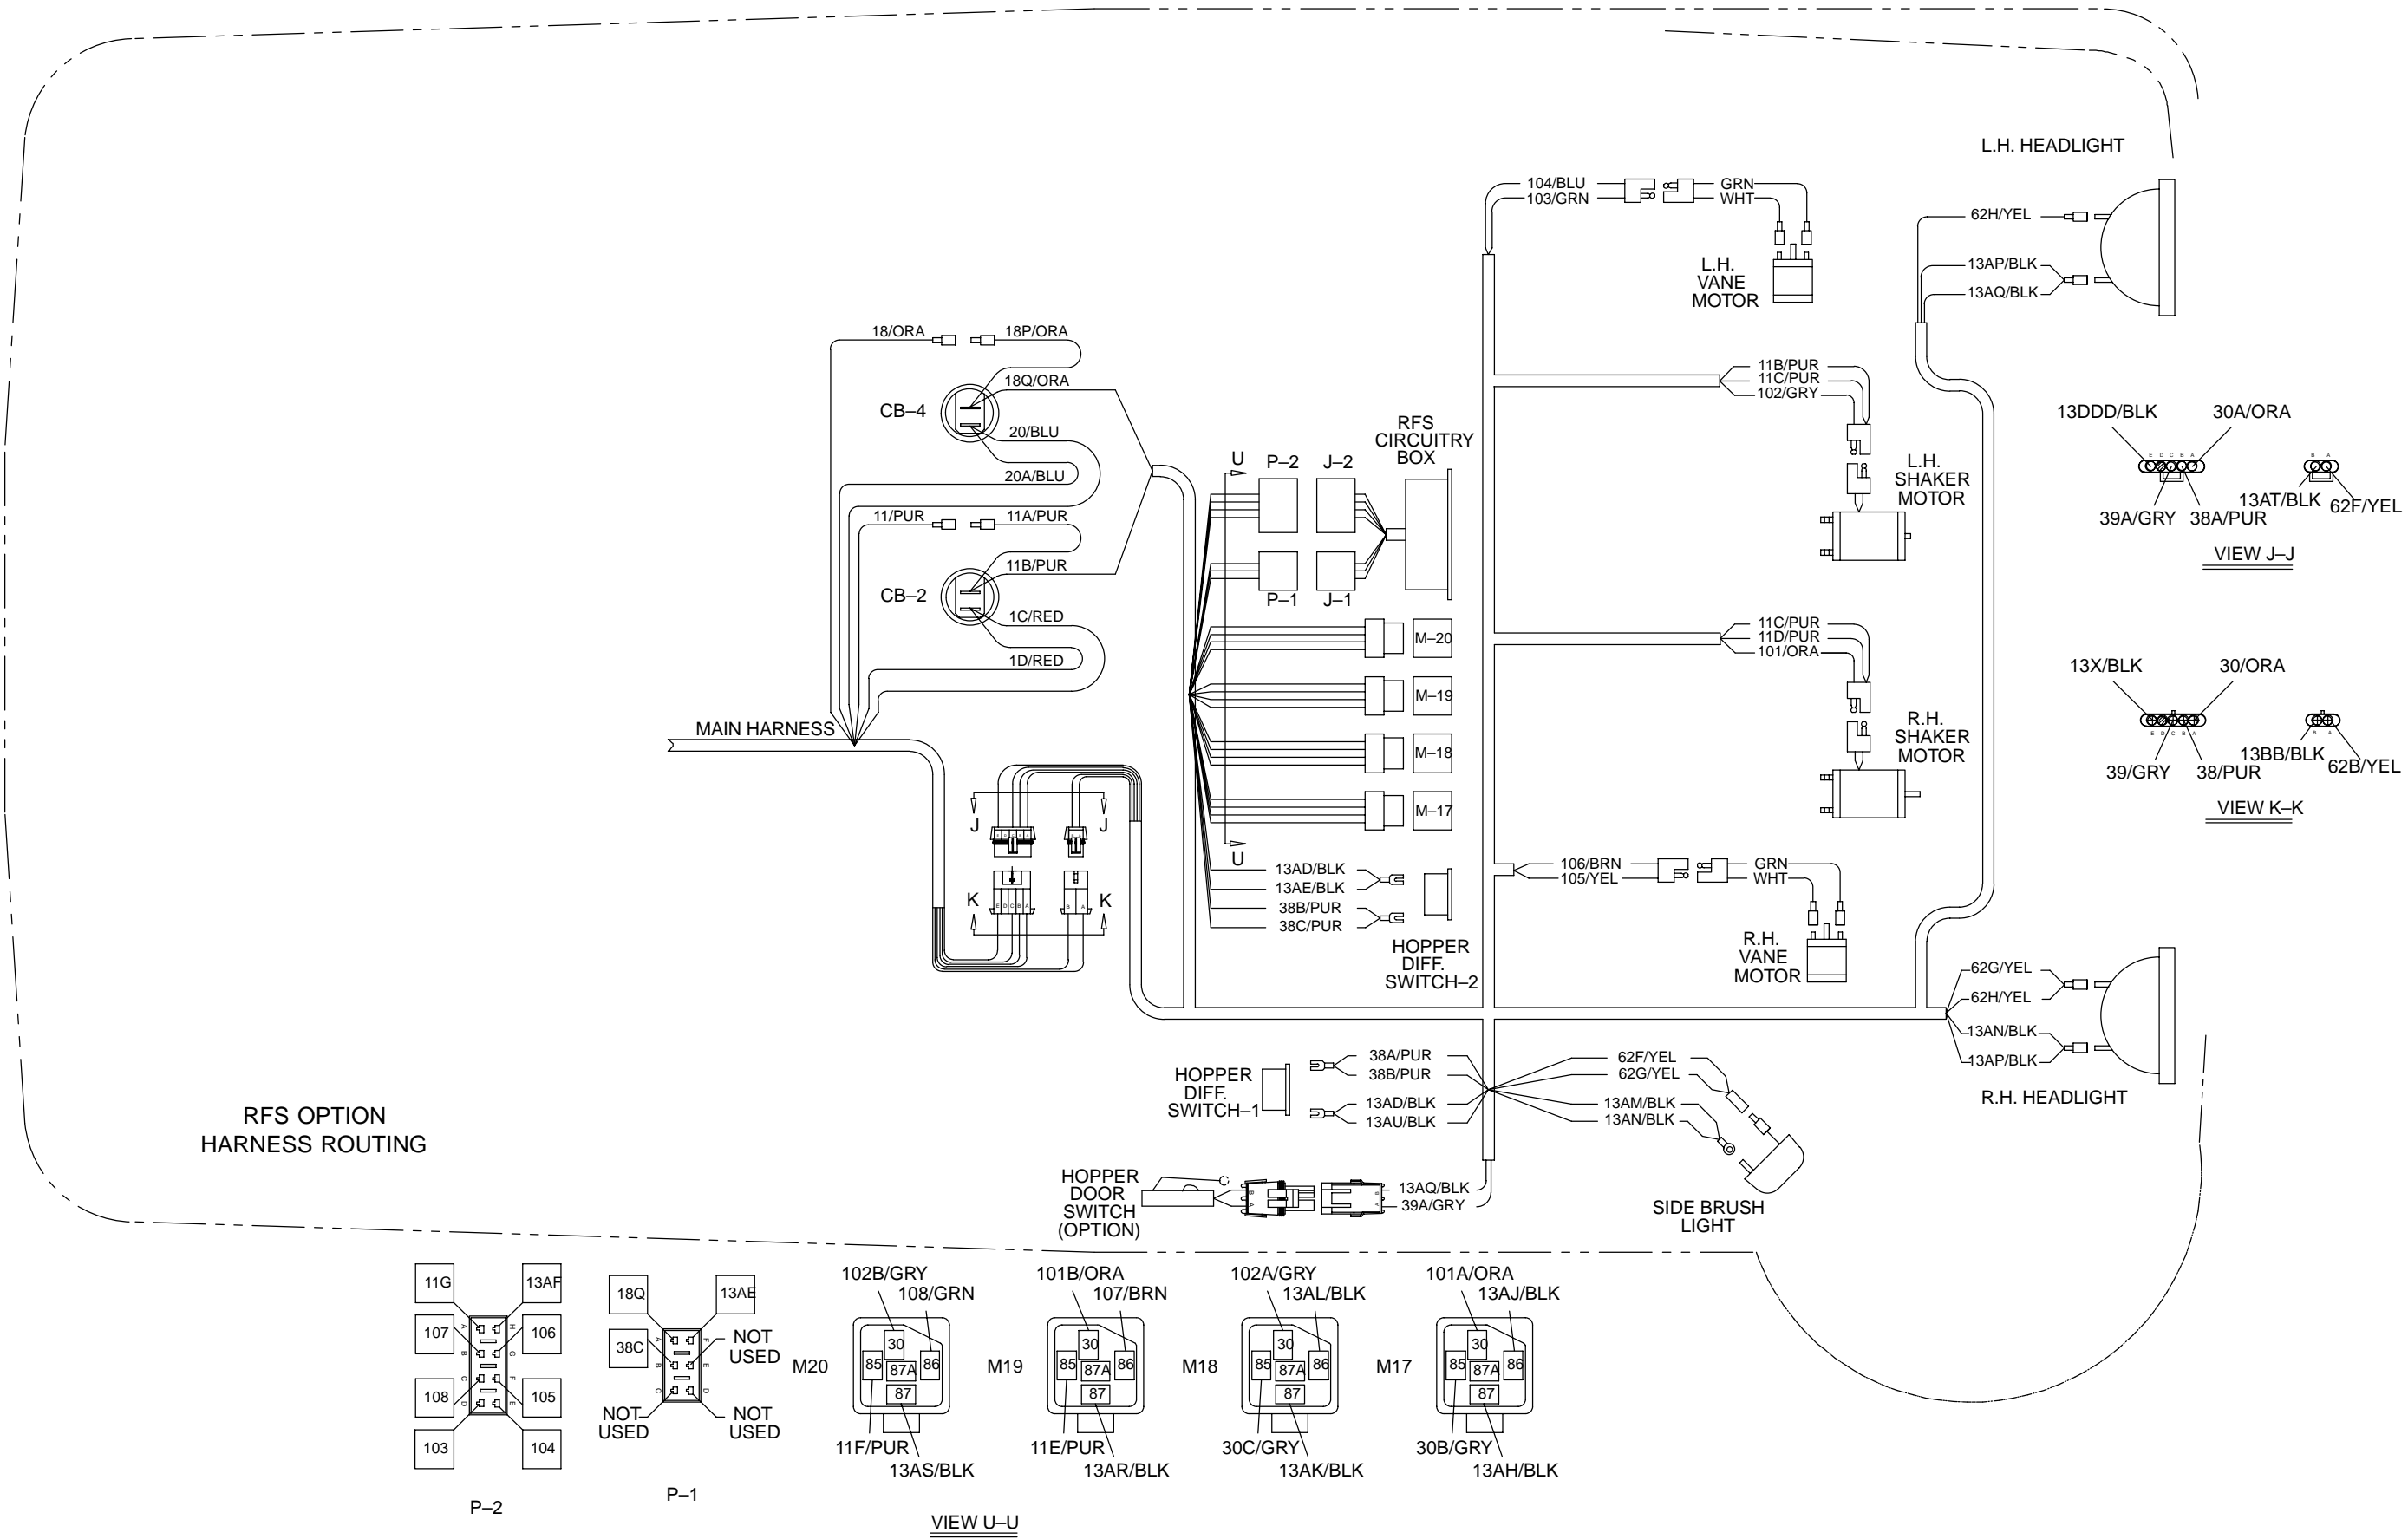 L.H. HEADLIGHT
104/BLU
103/GRN
GRN
WHT
62H/YEL
13AP/BLK
13AQ/BLK
L.H.
VANE
MOTOR
18/ORA
18P/ORA
18Q/ORA
CB–4
20/BLU
20A/BLU
11/PUR
11A/PUR
11B/PUR
CB–2
1C/RED
1D/RED
MAIN HARNESS
RFS
CIRCUITRY
BOX
U
P–2
J–2
P–1
J–1
M–20
M–19
M–18
M–17
U
11B/PUR
11C/PUR
102/GRY
L.H.
SHAKER
MOTOR
11C/PUR
11D/PUR
101/ORA
R.H.
SHAKER
MOTOR
13DDD/BLK
30A/ORA
E D C B A
B A
39A/GRY
38A/PUR
13AT/BLK
62F/YEL
VIEW J–J
13X/BLK
30/ORA
E D C B A
B A
39/GRY
38/PUR
13BB/BLK
62B/YEL
VIEW K–K
J
J
K
K
E D C B A
B A
13AD/BLK
13AE/BLK
38B/PUR
38C/PUR
HOPPER
DIFF.
SWITCH–2
106/BRN
105/YEL
GRN
WHT
R.H.
VANE
MOTOR
62G/YEL
62H/YEL
13AN/BLK
13AP/BLK
R.H. HEADLIGHT
HOPPER
DIFF.
SWITCH–1
38A/PUR
38B/PUR
13AD/BLK
13AU/BLK
62F/YEL
62G/YEL
13AM/BLK
13AN/BLK
RFS OPTION
HARNESS ROUTING
HOPPER
DOOR
SWITCH
(OPTION)
B
A
13AQ/BLK
39A/GRY
SIDE BRUSH
LIGHT
11G
13AF
107
106
108
105
103
104
A
B
C
D
H
G
F
E
P–2
18Q
13AE
38C
NOT
USED
NOT
USED
NOT
USED
A
B
C
F
E
D
P–1
M20
102B/GRY
108/GRN
30
85
87A
86
87
11F/PUR
13AS/BLK
M19
101B/ORA
107/BRN
30
85
87A
86
87
11E/PUR
13AR/BLK
M18
102A/GRY
13AL/BLK
30
85
87A
86
87
30C/GRY
13AK/BLK
M17
101A/ORA
13AJ/BLK
30
85
87A
86
87
30B/GRY
13AH/BLK
VIEW U–U